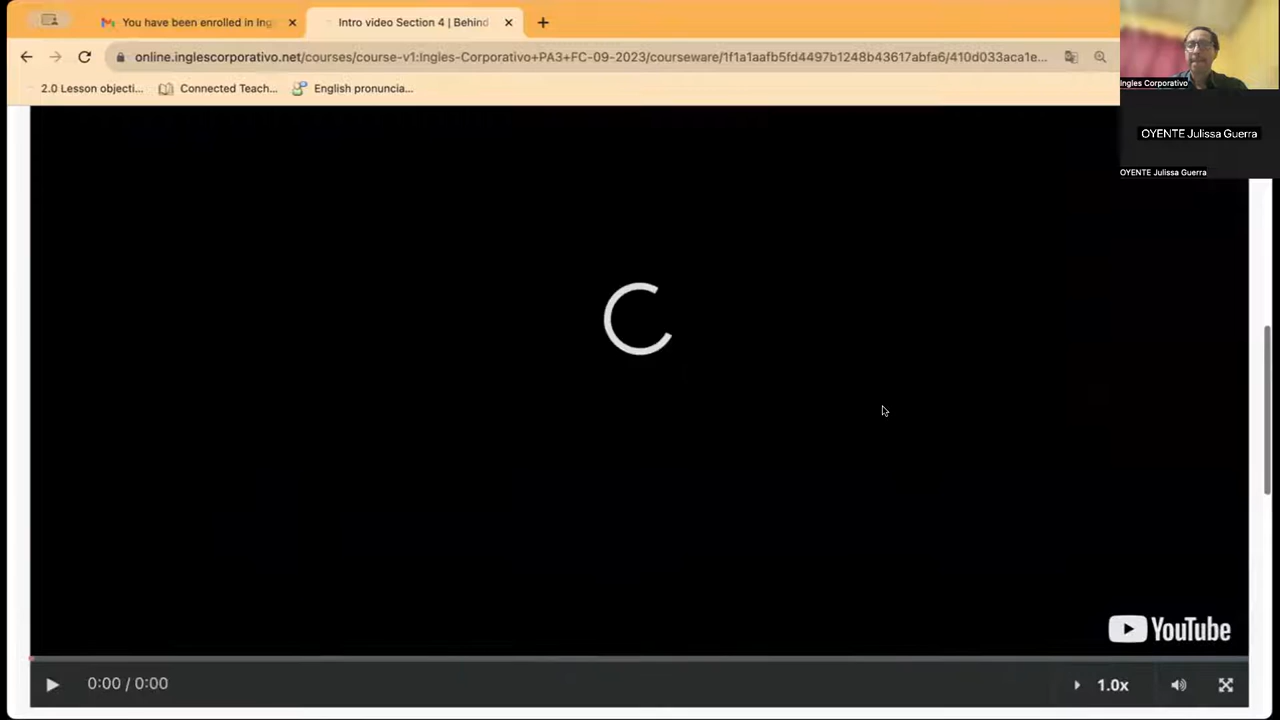 You have been enrolled in Ing
Intro video Section 4 | Behind
online.inglescorporativo.net/courses/course-v1:Ingles-Corporativo+PA3+FC-09-2023/courseware/1f1a1aafb5fd4497b1248b43617abfa6/410d033aca1e...
2.0 Lesson objecti...
Connected Teach...
English pronuncia...
Ingles Corporativo
OYENTE Julissa Guerra
OYENTE Julissa Guerra
YouTube
0:00 / 0:00
1.0x